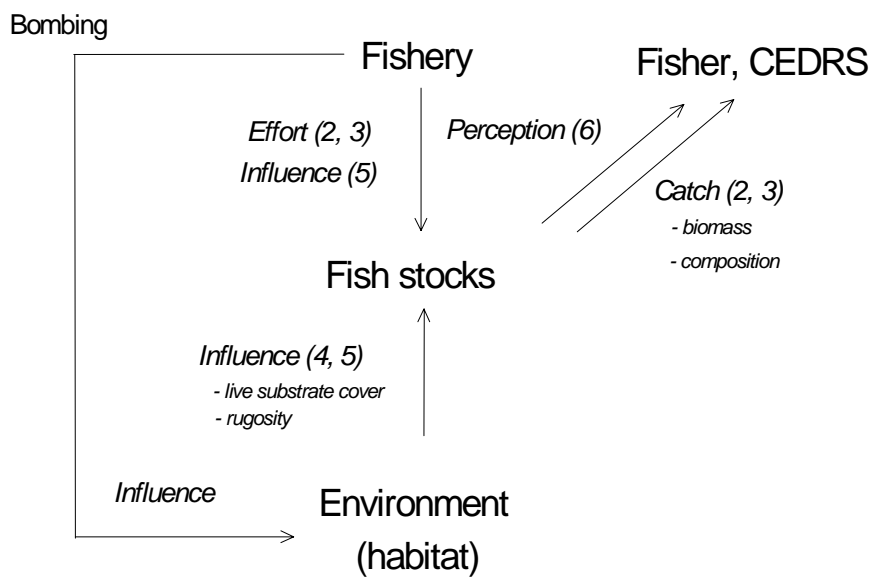 Bombing
Fishery
Fisher, CEDRS
Effort (2, 3)
Influence (5)
Perception (6)
Catch (2, 3)
- biomass
- composition
Fish stocks
Influence (4, 5)
- live substrate cover
- rugosity
Influence
Environment
(habitat)